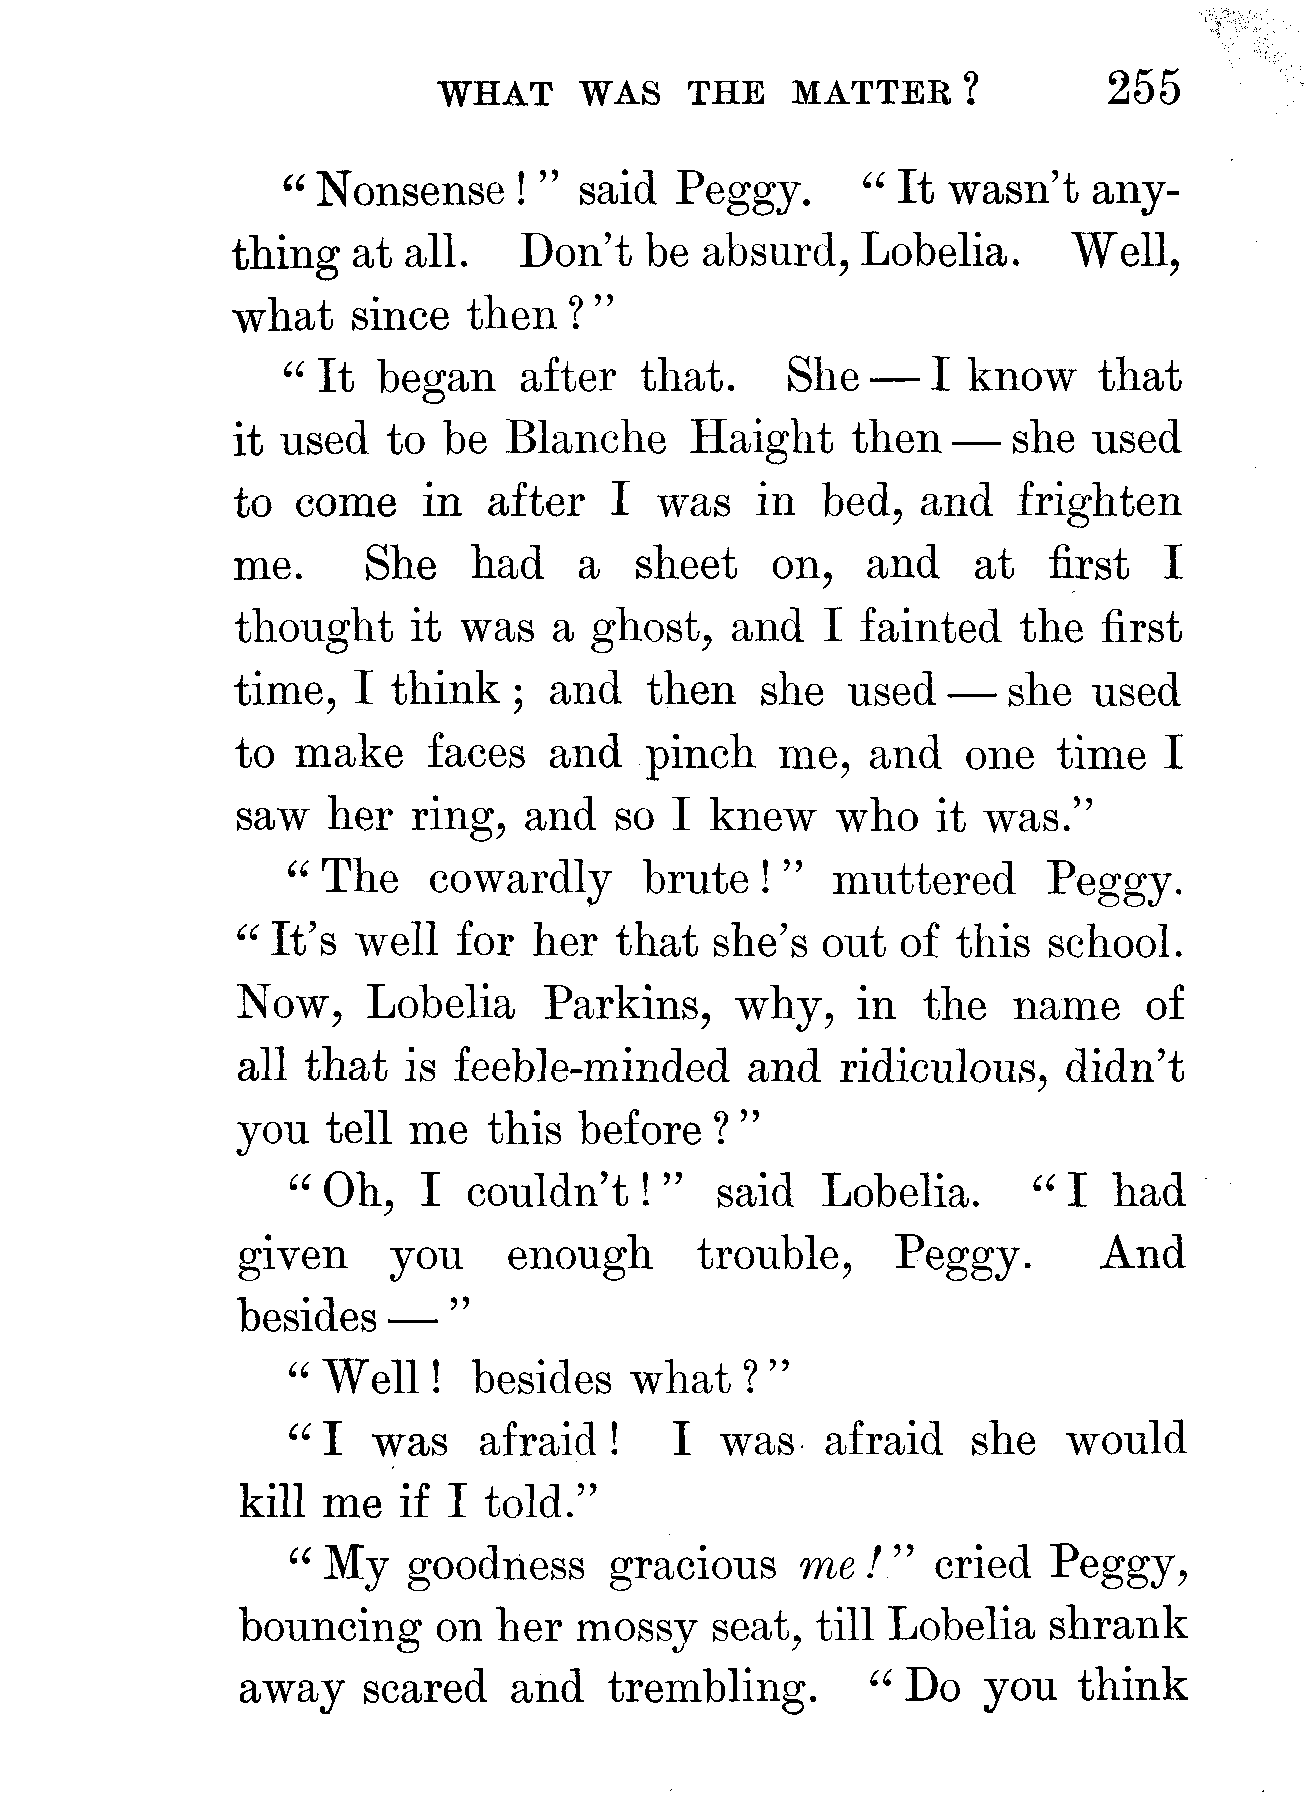 WHAT WAS THE MATTER? 255
"Nonsense!" said Peggy. "It wasn't any-
thing at all. Don't be absurd, Lobelia. Well,
what since then?"
"It began after that. She — I know that
it used to be Blanche Haight then — she used
to come in after I was in bed, and frighten
me. She had a sheet on, and at first I
thought it was a ghost, and I fainted the first
time, I think; and then she used — she used
to make faces and pinch me, and one time I
saw her ring, and so I knew who it was."
"The cowardly brute!" muttered Peggy.
"It's well for her that she's out of this school.
Now, Lobelia Parkins, why, in the name of
all that is feeble-minded and ridiculous, didn't
you tell me this before?"
"Oh, I couldn't!" said Lobelia. "I had
given you enough trouble, Peggy. And
besides — "
"Well! besides what?"
"I was afraid! I was afraid she would
kill me if I told."
"My goodness gracious me!" cried Peggy,
bouncing on her mossy seat, till Lobelia shrank
away scared and trembling. "Do you think